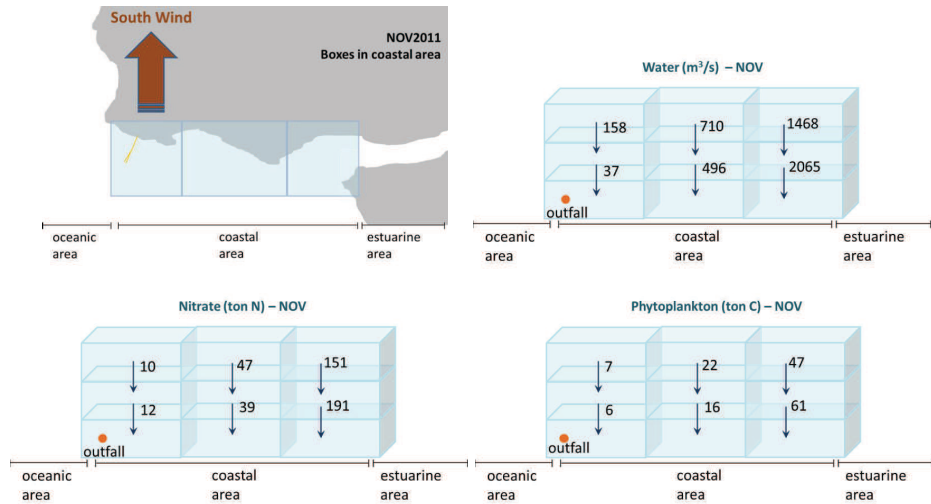 South Wind
NOV2011
Boxes in coastal area
oceanic
area
coastal
area
estuarine
area
Water (m³/s) – NOV
158
710
1468
37
496
2065
outfall
oceanic
area
coastal
area
estuarine
area
Nitrate (ton N) – NOV
10
47
151
12
39
191
outfall
oceanic
area
coastal
area
estuarine
area
Phytoplankton (ton C) – NOV
7
22
47
6
16
61
outfall
oceanic
area
coastal
area
estuarine
area